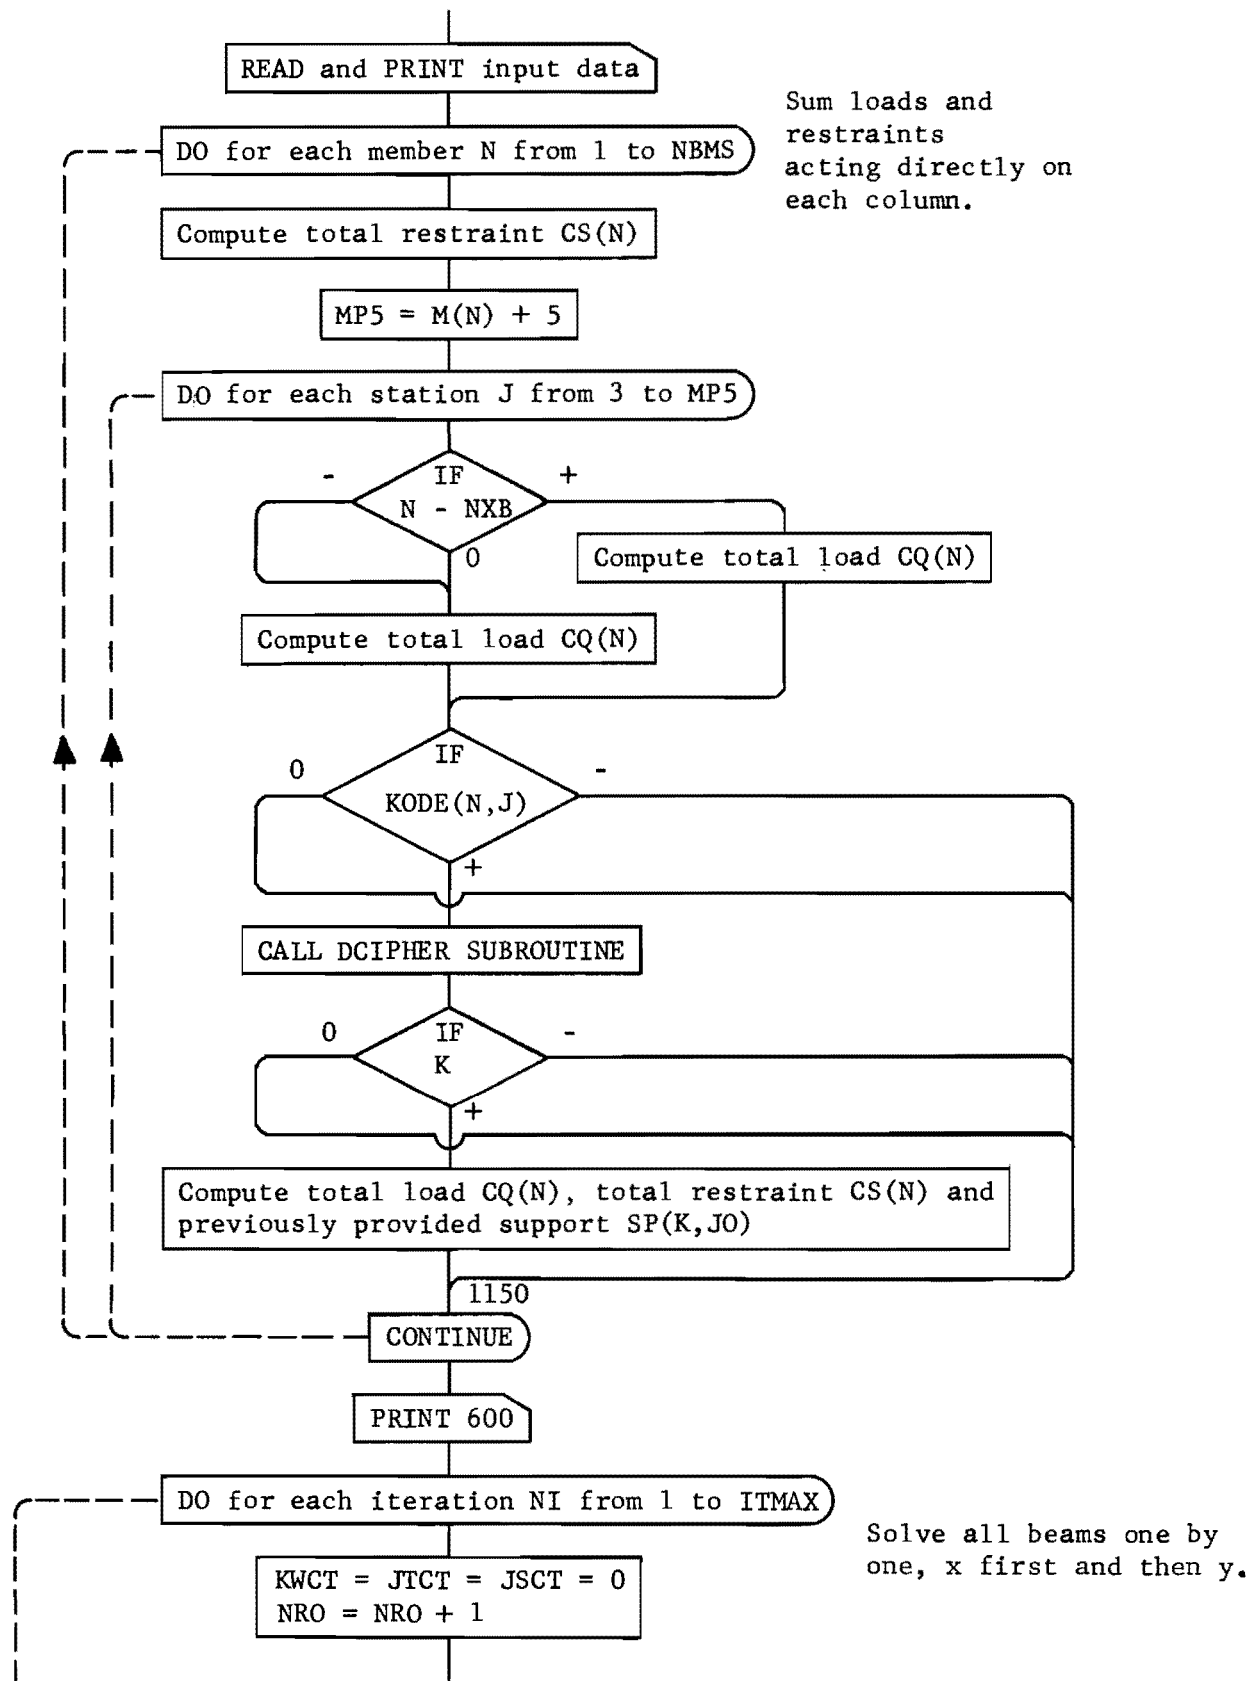 READ and PRINT input data
Sum loads and
restraints
acting directly on
each column.
DO for each member N from 1 to NBMS
Compute total restraint CS(N)
MP5 = M(N) + 5
DO for each station J from 3 to MP5
-
IF
+
N - NXB
0
Compute total load CQ(N)
Compute total load CQ(N)
0
IF
-
KODE(N,J)
+
CALL DCIPHER SUBROUTINE
0
IF
-
K
+
Compute total load CQ(N), total restraint CS(N) and
previously provided support SP(K,JO)
1150
CONTINUE
PRINT 600
DO for each iteration NI from 1 to ITMAX
Solve all beams one by
one, x first and then y.
KWCT = JTCT = JSCT = 0
NRO = NRO + 1